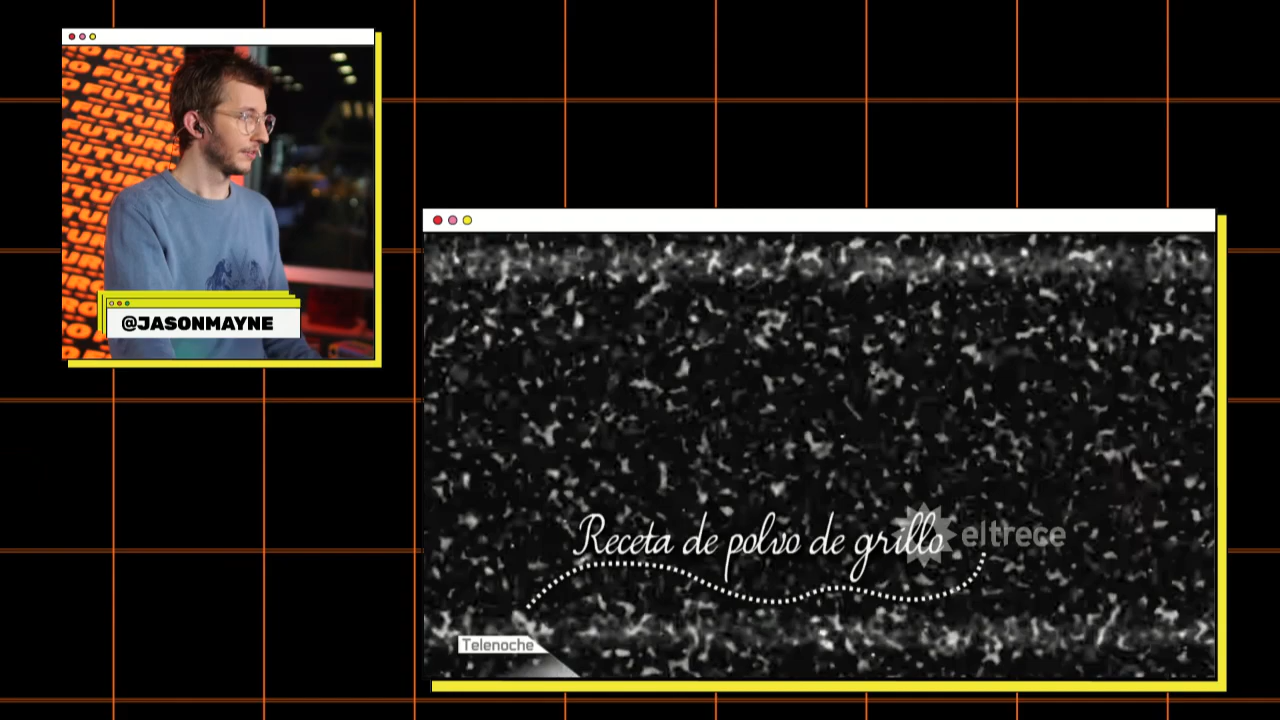 FUTURO
@JASONMAYNE
Receta de polvo de grillo
eltrece
Telenoche